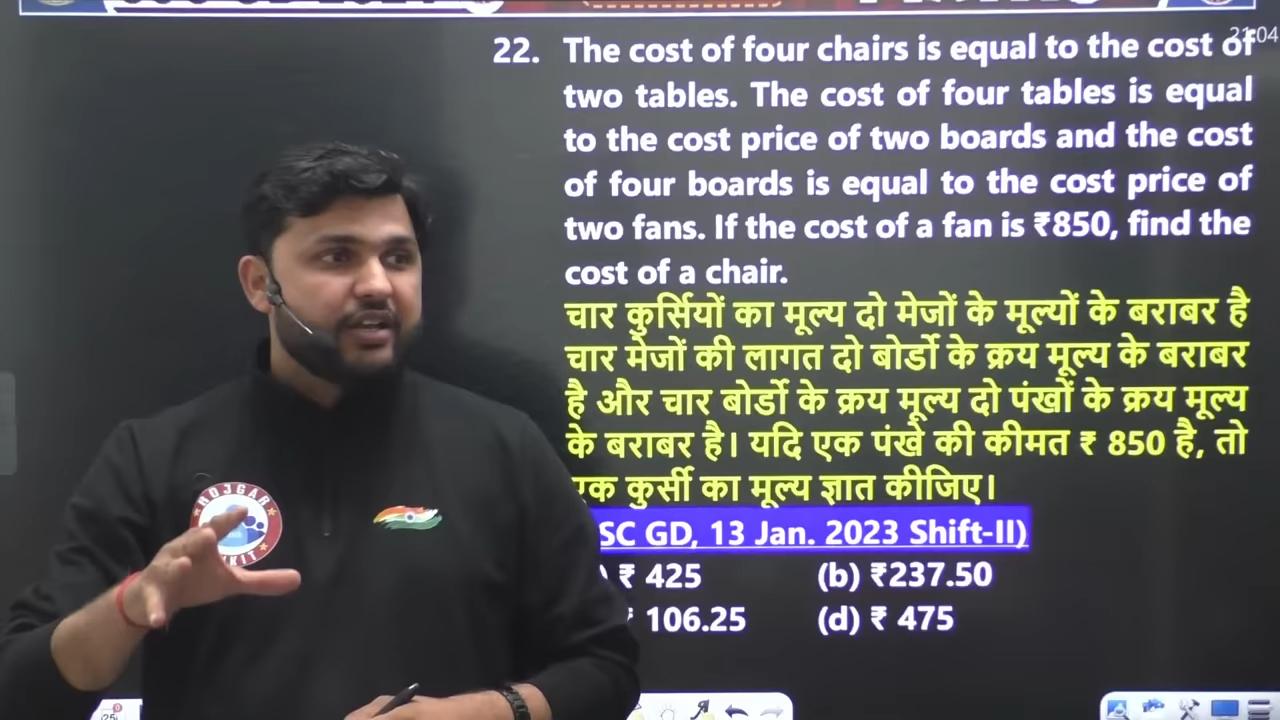 21:04
22. The cost of four chairs is equal to the cost of
two tables. The cost of four tables is equal
to the cost price of two boards and the cost
of four boards is equal to the cost price of
two fans. If the cost of a fan is ₹850, find the
cost of a chair.
चार कुर्सियों का मूल्य दो मेजों के मूल्यों के बराबर है
चार मेजों की लागत दो बोर्डो के क्रय मूल्य के बराबर
है और चार बोर्डो के क्रय मूल्य दो पंखों के क्रय मूल्य
के बराबर है। यदि एक पंखे की कीमत ₹ 850 है, तो
एक कुर्सी का मूल्य ज्ञात कीजिए।
SC GD, 13 Jan. 2023 Shift-II)
) ₹ 425 (b) ₹237.50
₹ 106.25 (d) ₹ 475
ROJGAR